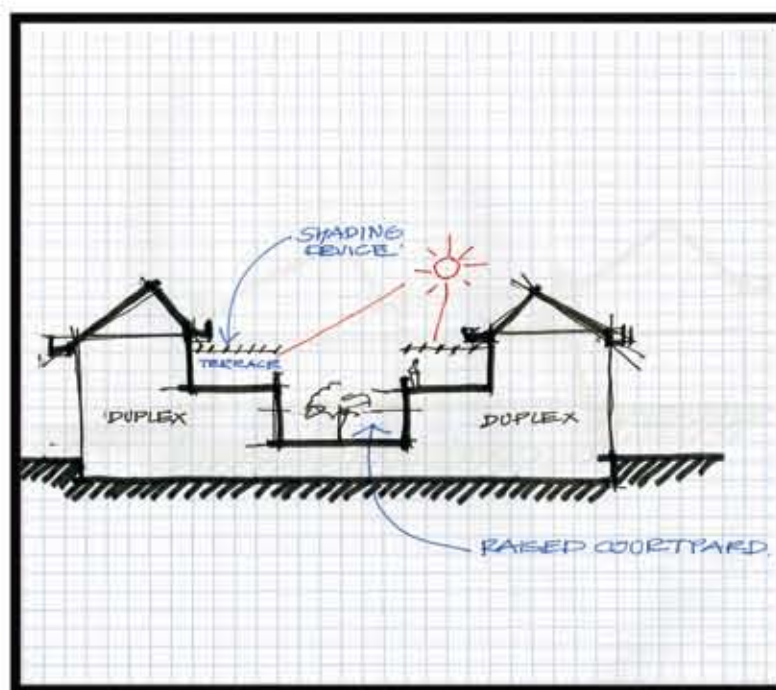 SHADING
DEVICE
TERRACE
DUPLEX
DUPLEX
RAISED COURTYARD